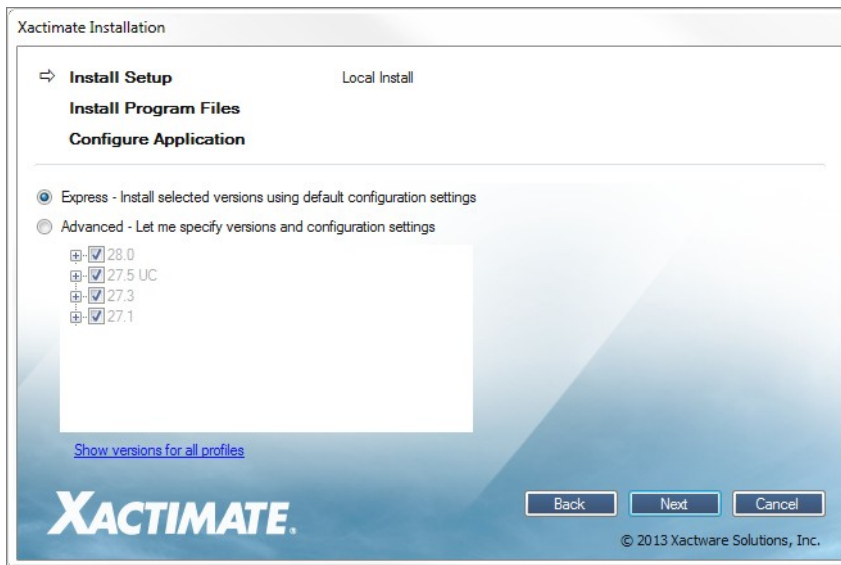 Xactimate Installation
Install Setup Local Install
Install Program Files
Configure Application
Express - Install selected versions using default configuration settings
Advanced - Let me specify versions and configuration settings
28.0
27.5 UC
27.3
27.1
Show versions for all profiles
XACTIMATE.
Back Next Cancel
© 2013 Xactware Solutions, Inc.